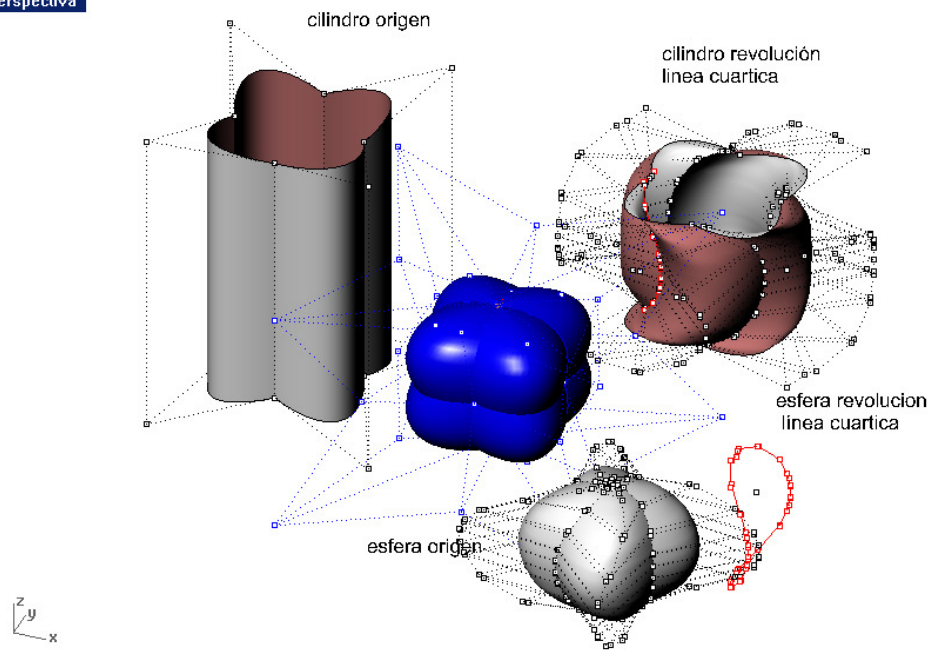 erspectiva
cilindro origen
cilindro revolución
linea cuartica
esfera revolucion
linea cuartica
esfera origen
z
y
x